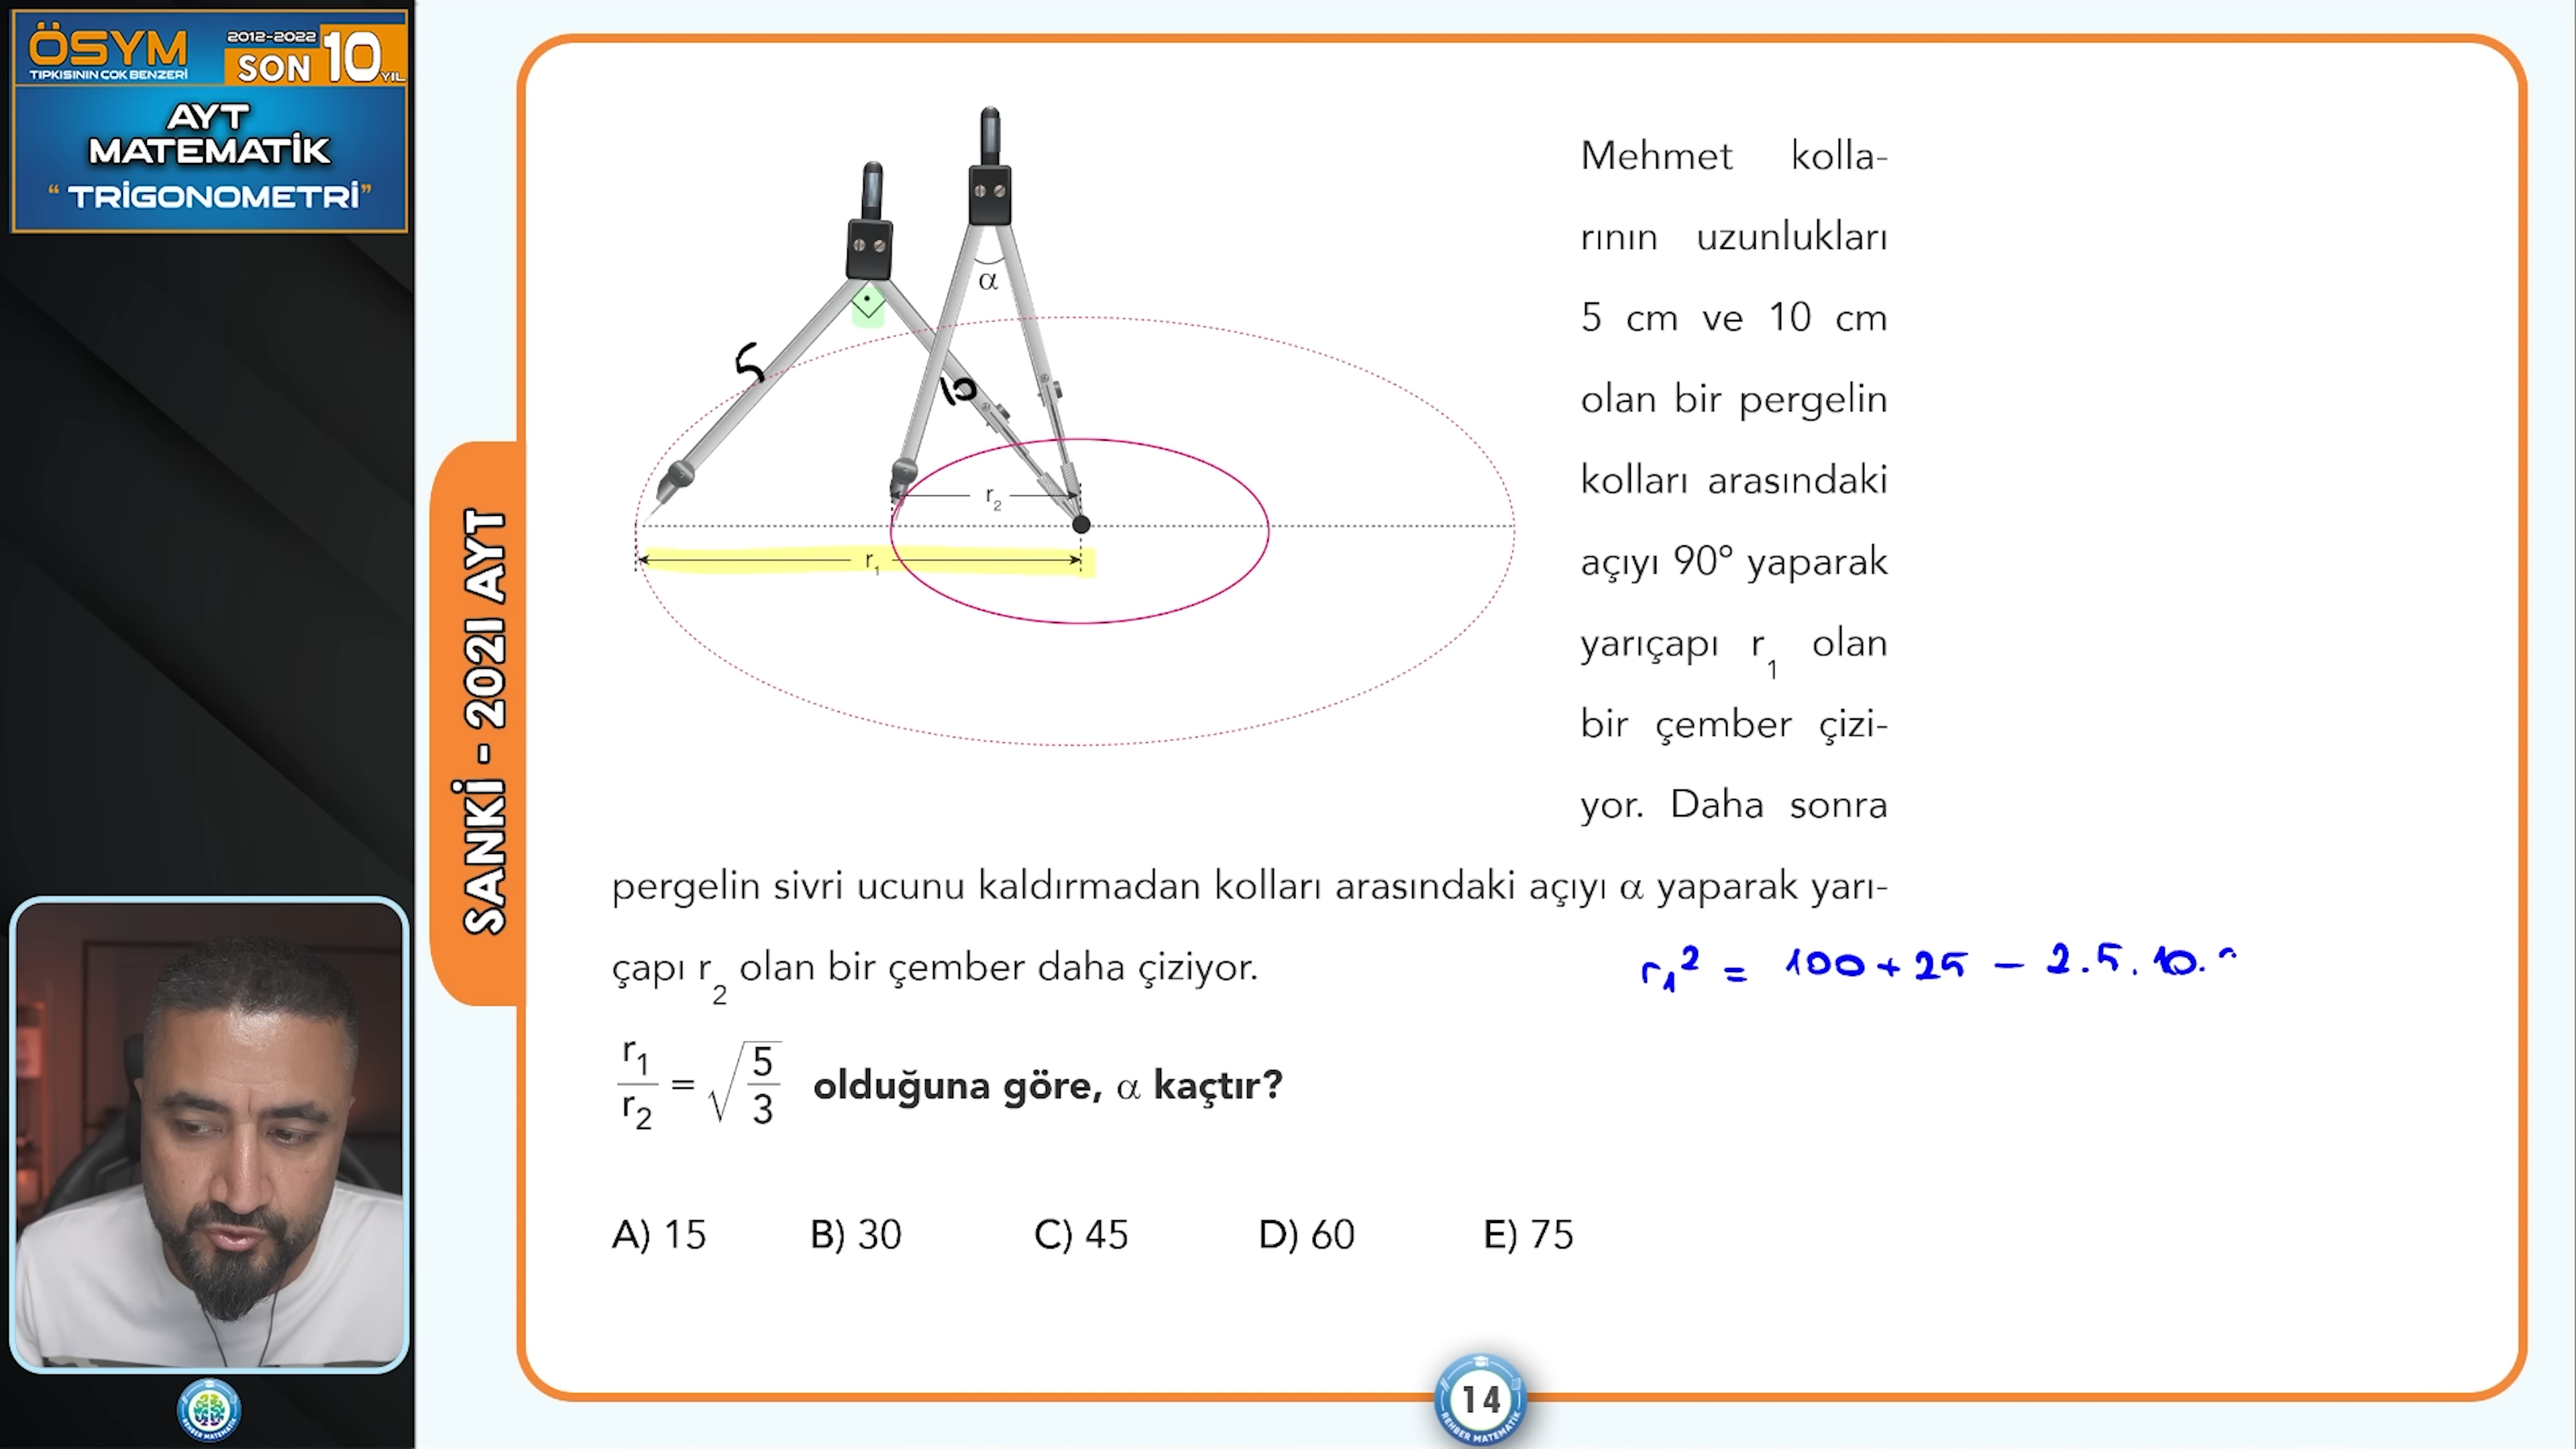 ÖSYM
TIPKISININ ÇOK BENZERİ
2012-2022
SON 10 YIL
AYT
MATEMATİK
“ TRİGONOMETRİ”
SANKİ - 2021 AYT
α
5
10
r2
r1
Mehmet kolla-
rının uzunlukları
5 cm ve 10 cm
olan bir pergelin
kolları arasındaki
açıyı 90° yaparak
yarıçapı r1 olan
bir çember çizi-
yor. Daha sonra
pergelin sivri ucunu kaldırmadan kolları arasındaki açıyı α yaparak yarı-
çapı r2 olan bir çember daha çiziyor.
r1² = 100 + 25 - 2.5.10.
r1/r2 = √5/3 olduğuna göre, α kaçtır?
A) 15 B) 30 C) 45 D) 60 E) 75
14
REHBER MATEMATİK
REHBER MATEMATİK